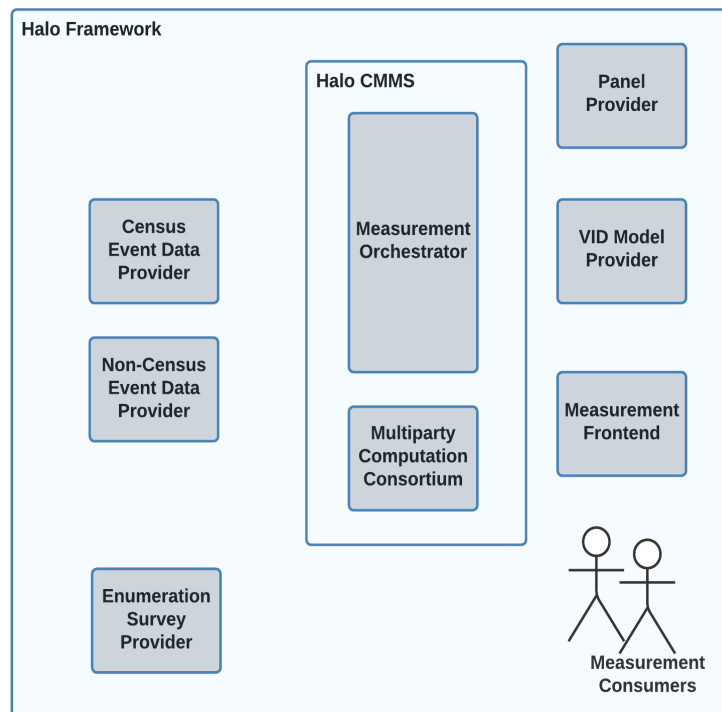 Halo Framework
Halo CMMS
Panel
Provider
Measurement
Orchestrator
Census
Event Data
Provider
VID Model
Provider
Non-Census
Event Data
Provider
Multiparty
Computation
Consortium
Measurement
Frontend
Enumeration
Survey
Provider
Measurement
Consumers